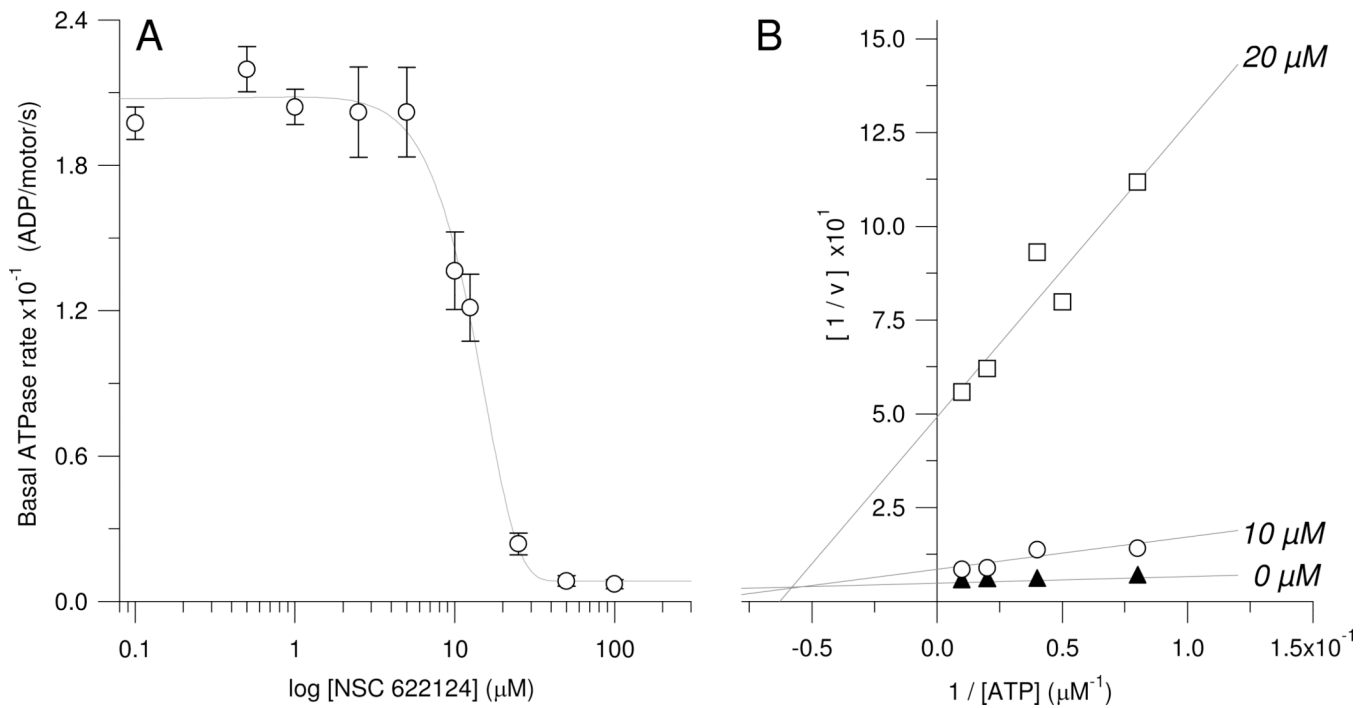 A
2.4
1.8
1.2
0.6
0.0
Basal ATPase rate x10⁻¹ (ADP/motor/s)
0.1
1
10
100
log [NSC 622124] (μM)
B
15.0
12.5
10.0
7.5
5.0
2.5
[ 1 / v ] x10¹
20 μM
10 μM
0 μM
-0.5
0.0
0.5
1.0
1.5x10⁻¹
1 / [ATP] (μM⁻¹)